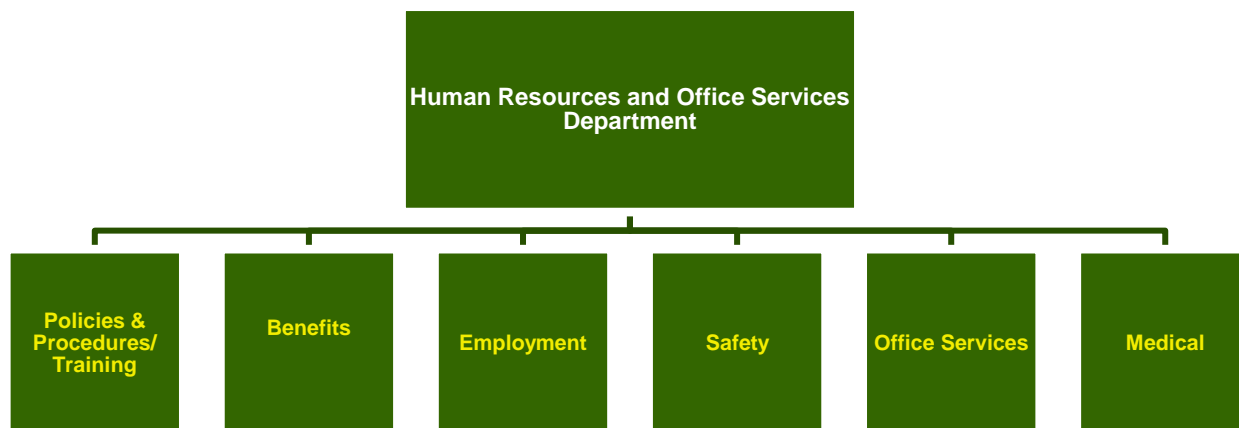 Human Resources and Office Services
Department
Policies &
Procedures/
Training
Benefits
Employment
Safety
Office Services
Medical